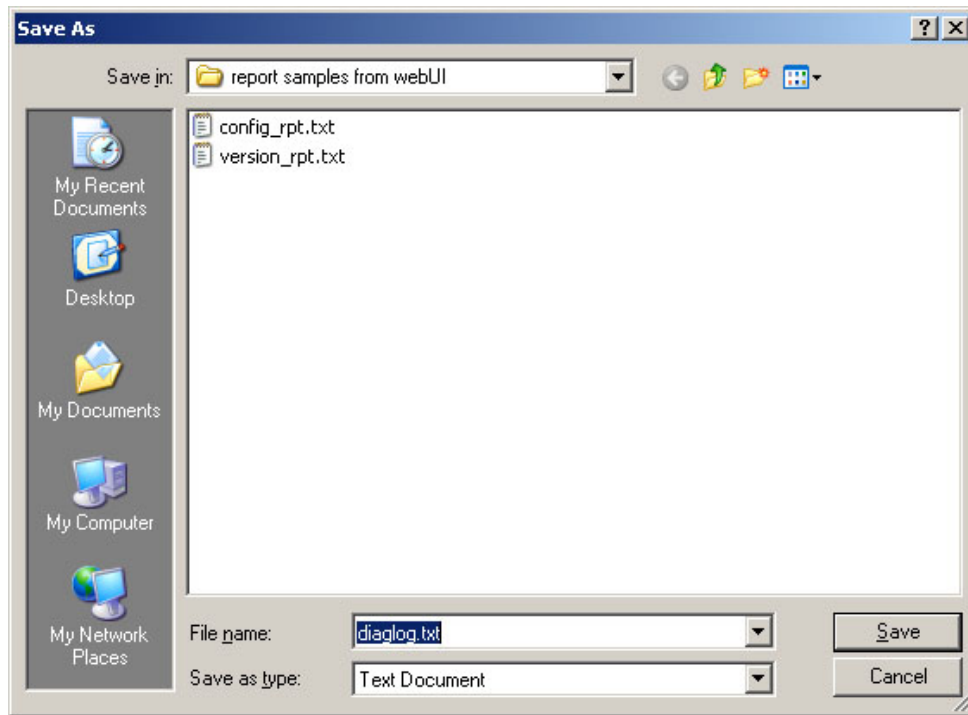 Save As
Save in:
report samples from webUI
config_rpt.txt
version_rpt.txt
My Recent
Documents
Desktop
My Documents
My Computer
My Network
Places
File name:
diaglog.txt
Save
Save as type:
Text Document
Cancel